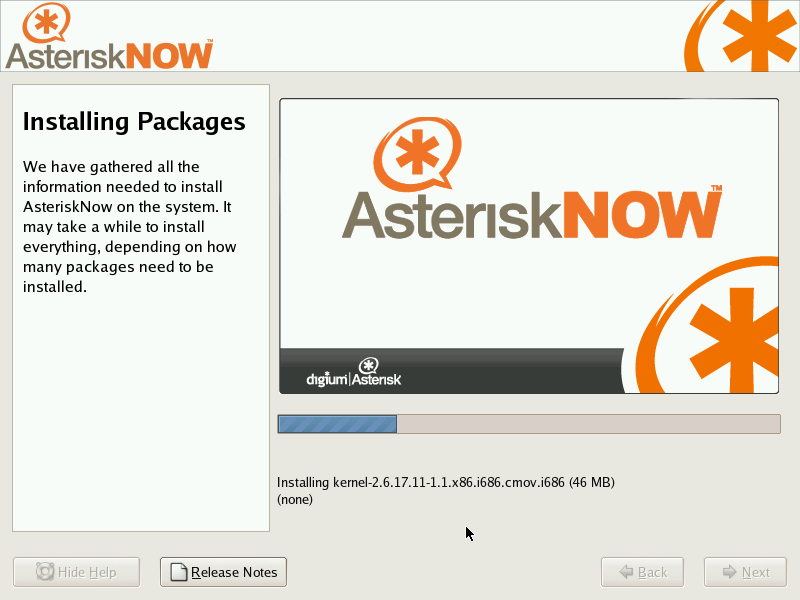 AsteriskNOW™
Installing Packages
We have gathered all the
information needed to install
AsteriskNow on the system. It
may take a while to install
everything, depending on how
many packages need to be
installed.
AsteriskNOW™
digium|Asterisk
Installing kernel-2.6.17.11-1.1.x86.i686.cmov.i686 (46 MB)
(none)
Hide Help
Release Notes
Back
Next